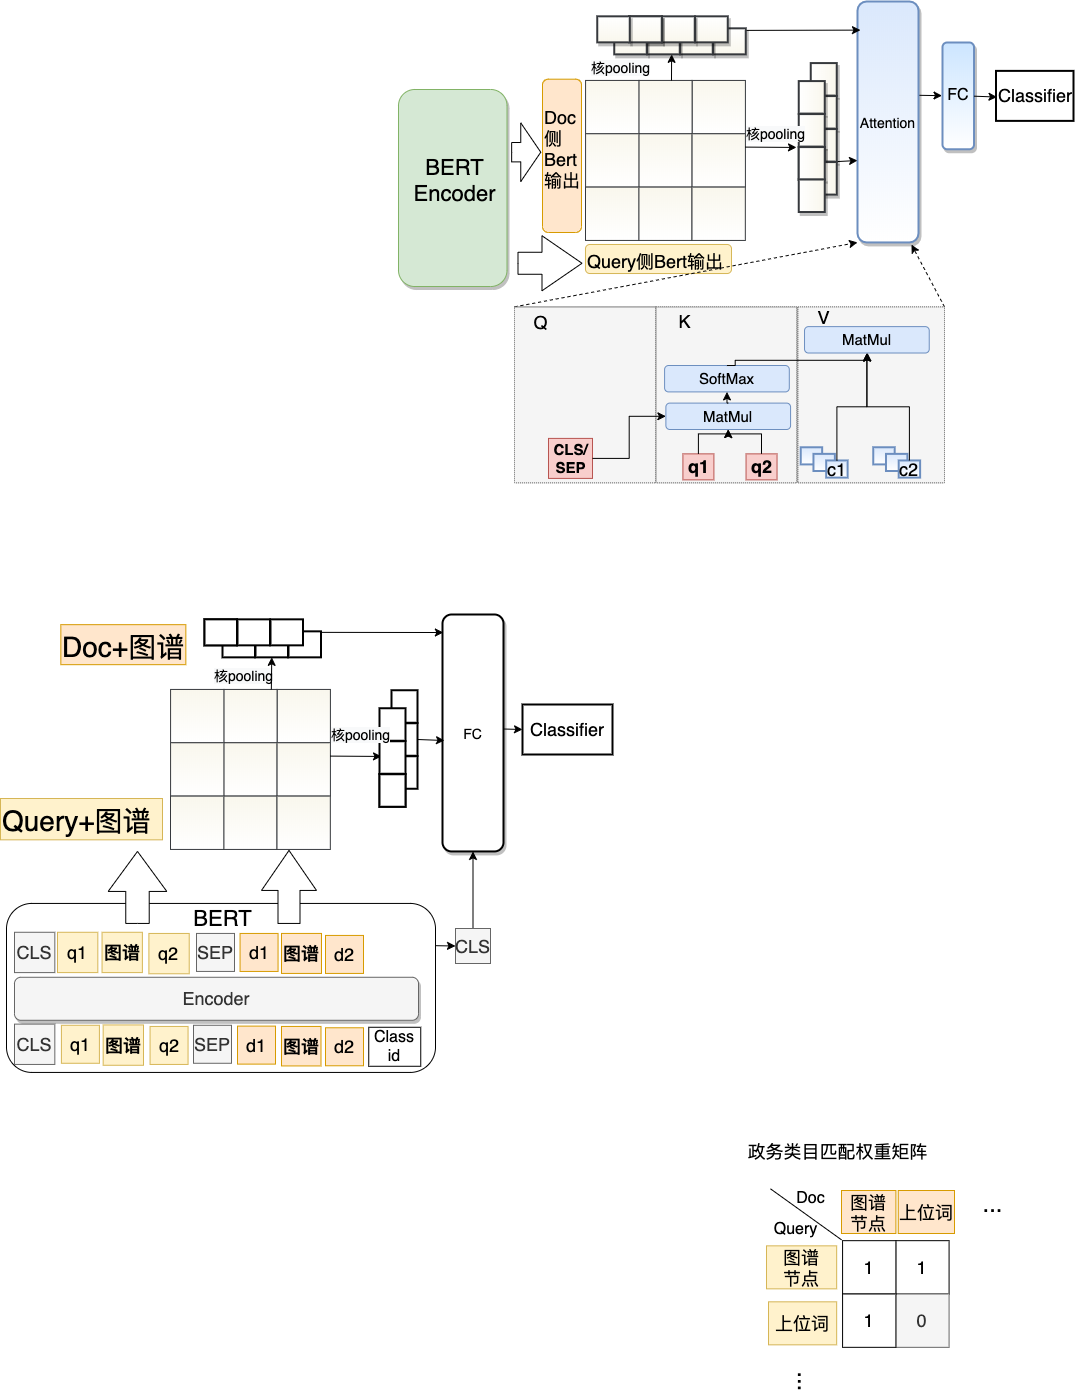 核pooling
Doc
侧
Bert
输出
BERT
Encoder
核pooling
Attention
FC
Classifier
Query侧Bert输出
Q
K
V
MatMul
SoftMax
MatMul
CLS/
SEP
q1
q2
c1
c2
Doc+图谱
核pooling
核pooling
FC
Classifier
Query+图谱
BERT
CLS
q1
图谱
q2
SEP
d1
图谱
d2
CLS
Encoder
CLS
q1
图谱
q2
SEP
d1
图谱
d2
Class
id
政务类目匹配权重矩阵
Doc
Query
图谱
节点
上位词
...
图谱
节点
1
1
上位词
1
0
...